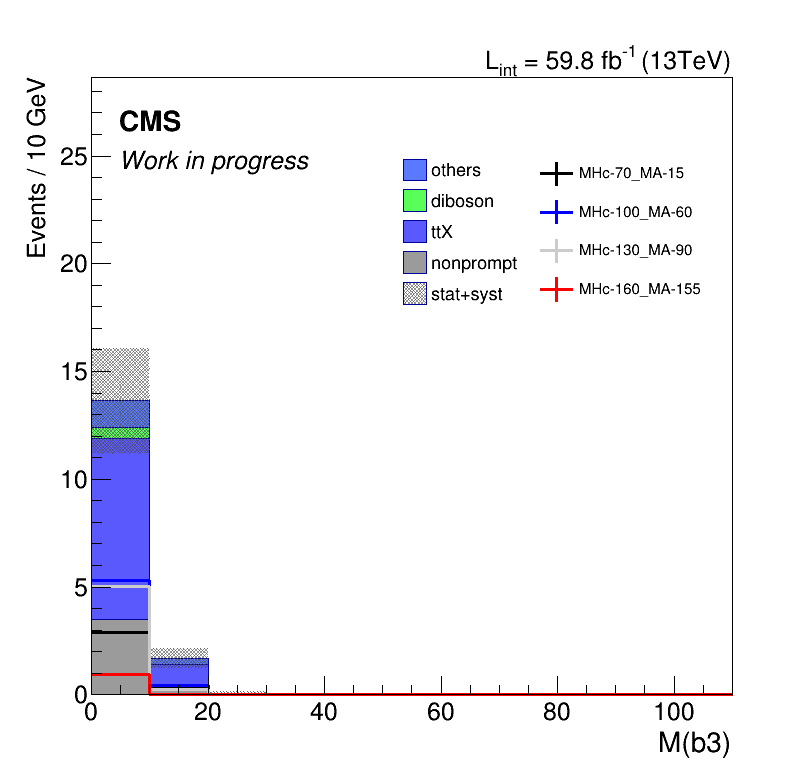 L_int = 59.8 fb^-1 (13TeV)
Events / 10 GeV
CMS
Work in progress
others
diboson
ttX
nonprompt
stat+syst
MHc-70_MA-15
MHc-100_MA-60
MHc-130_MA-90
MHc-160_MA-155
25
20
15
10
5
0
0 20 40 60 80 100
M(b3)